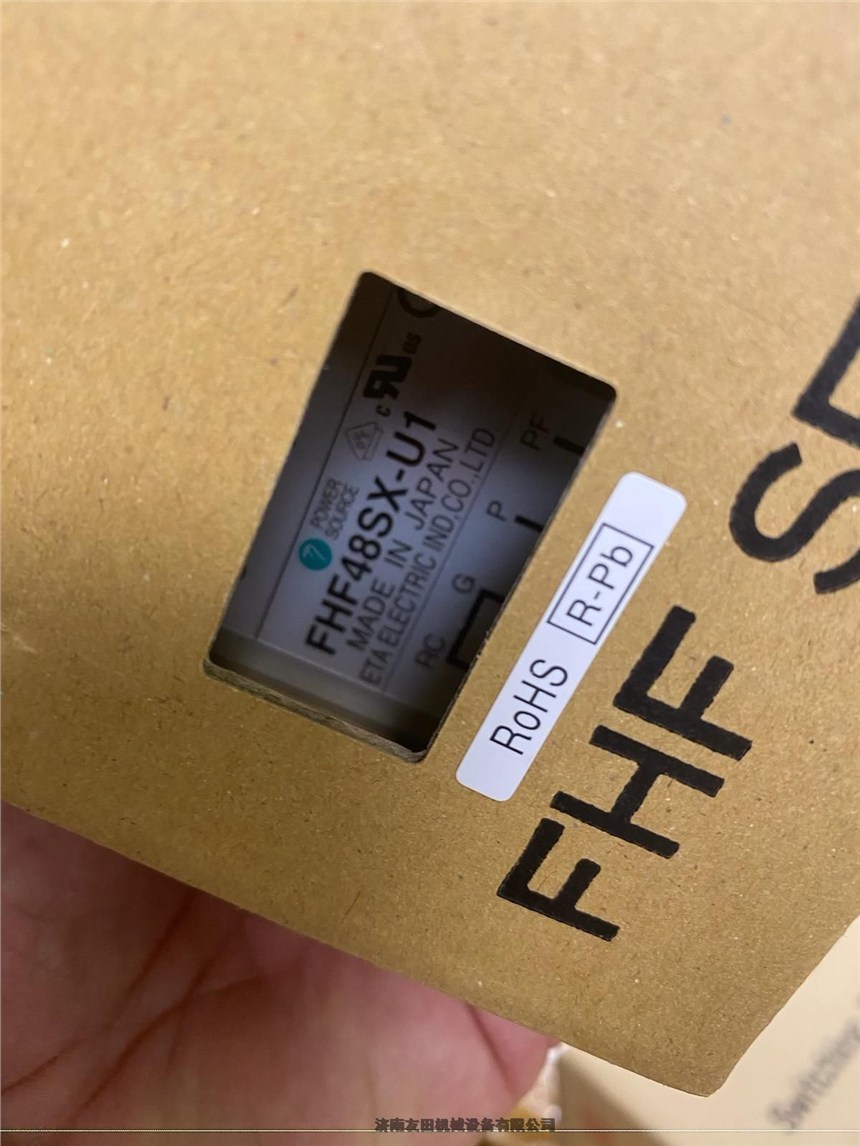 POWER
SOURCE
FHF48SX-U1
MADE IN JAPAN
ETA ELECTRIC IND.CO.,LTD
RC G P PF
RoHS R-Pb
FHF
Switching
济南友田机械设备有限公司